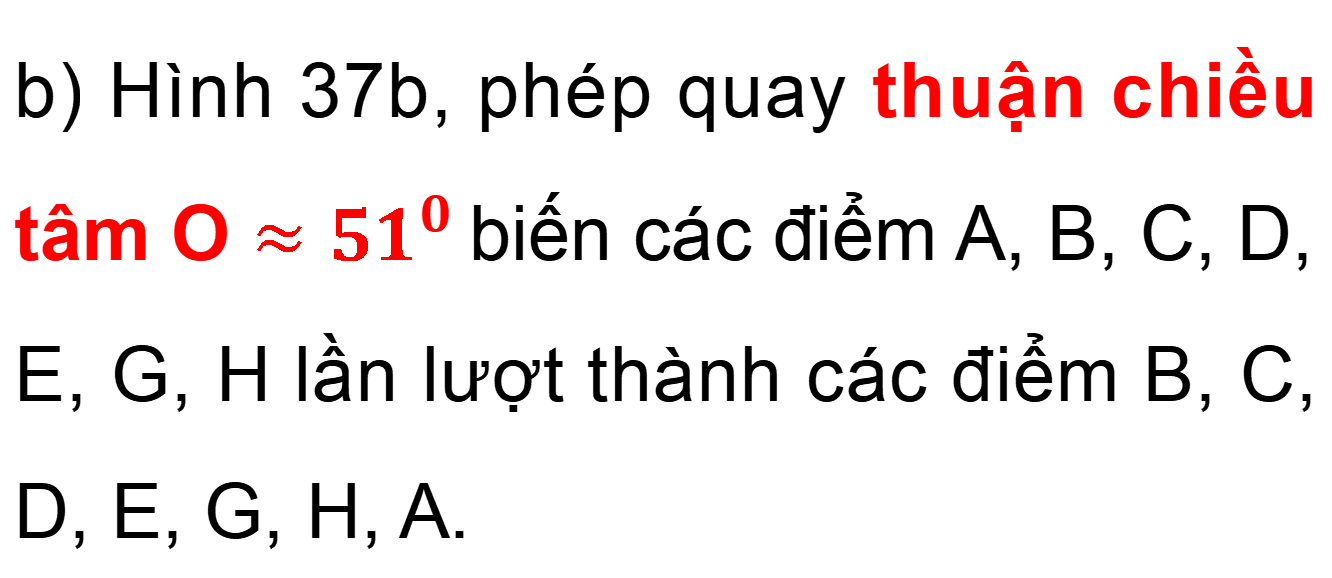 b) Hình 37b, phép quay thuận chiều
tâm O ≈ 51⁰ biến các điểm A, B, C, D,
E, G, H lần lượt thành các điểm B, C,
D, E, G, H, A.